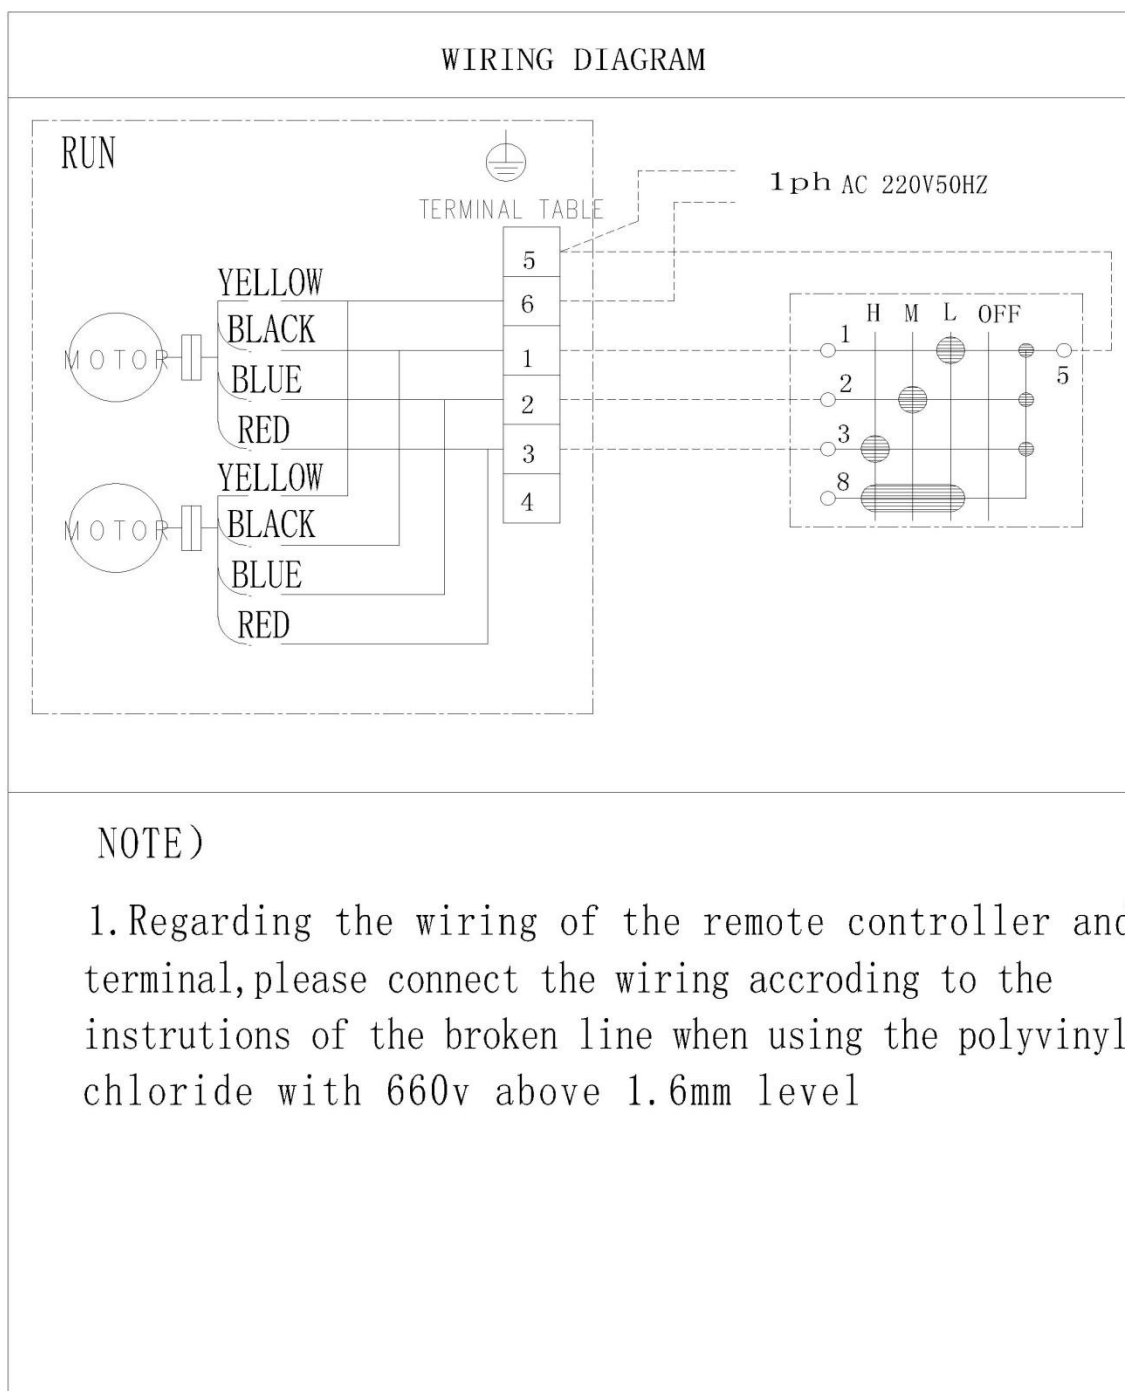 WIRING DIAGRAM
RUN
TERMINAL TABLE
1ph AC 220V50HZ
5
6
1
2
3
4
YELLOW
BLACK
BLUE
RED
MOTOR
YELLOW
BLACK
BLUE
RED
MOTOR
H M L OFF
1
2
3
8
5
NOTE)
1.Regarding the wiring of the remote controller and
terminal,please connect the wiring accroding to the
instrutions of the broken line when using the polyvinyl
chloride with 660v above 1.6mm level